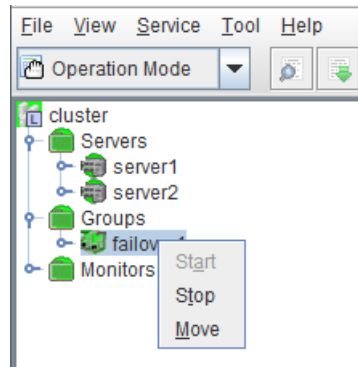 File View Service Tool Help
Operation Mode
L cluster
Servers
server1
server2
Groups
Monitors
Start
Stop
Move